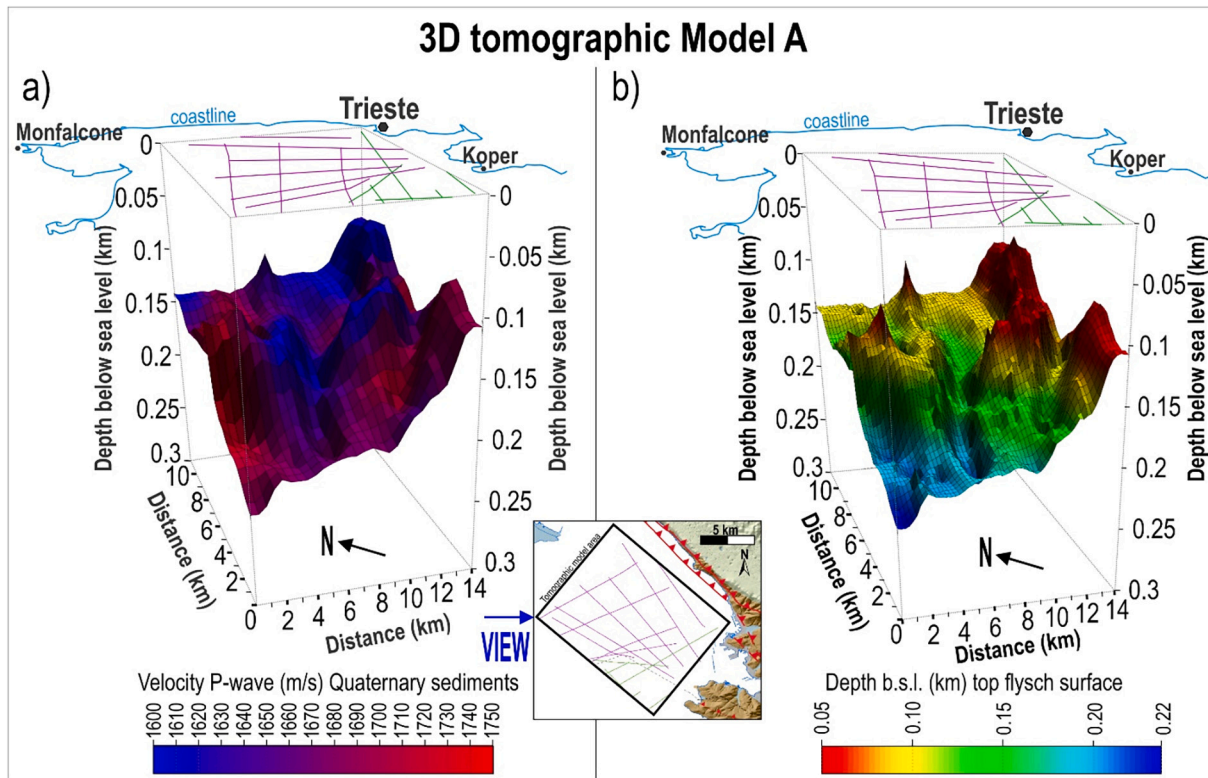 3D tomographic Model A
a)
coastline
Trieste
Monfalcone
Koper
0
0.05
0.1
0.15
0.2
0.25
0.3
Depth below sea level (km)
0
0.05
0.1
0.15
0.2
0.25
0.3
Depth below sea level (km)
10
8
6
4
2
Distance (km)
0 2 4 6 8 10 12 14
Distance (km)
N
Velocity P-wave (m/s) Quaternary sediments
1600 1610 1620 1630 1640 1650 1660 1670 1680 1690 1700 1710 1720 1730 1740 1750
VIEW
Tomographic model area
5 km
N
b)
coastline
Trieste
Monfalcone
Koper
0
0.05
0.1
0.15
0.2
0.25
0.3
Depth below sea level (km)
0
0.05
0.1
0.15
0.2
0.25
0.3
Depth below sea level (km)
10
8
6
4
2
Distance (km)
0 2 4 6 8 10 12 14
Distance (km)
N
Depth b.s.l. (km) top flysch surface
0.05 0.10 0.15 0.20 0.22